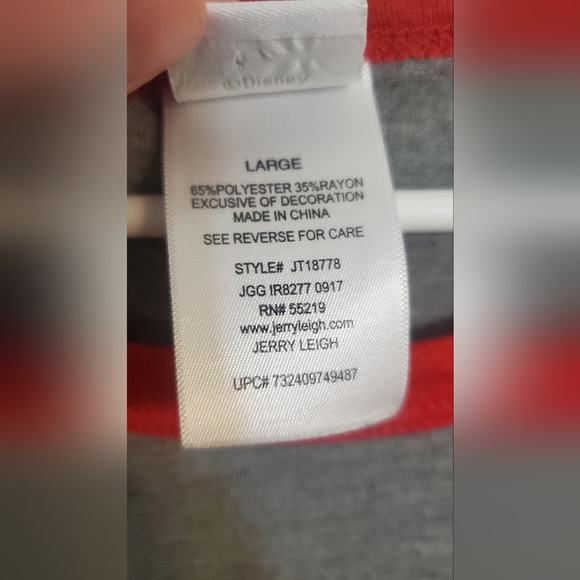 ©Disney
LARGE
65%POLYESTER 35%RAYON
EXCLUSIVE OF DECORATION
MADE IN CHINA
SEE REVERSE FOR CARE
STYLE# JT18778
JGG IR8277 0917
RN# 55219
www.jerryleigh.com
JERRY LEIGH
UPC# 732409749487